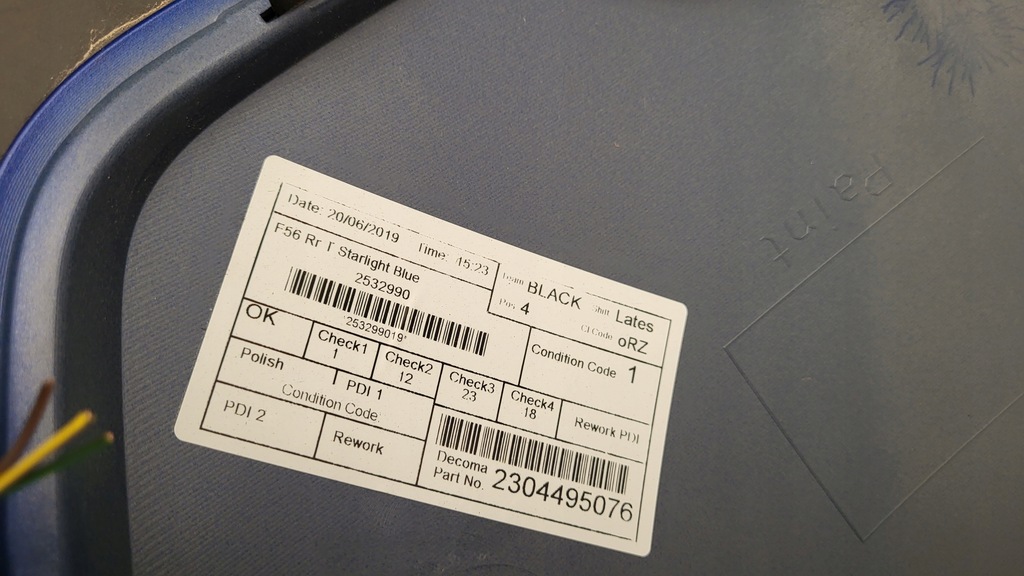 Date: 20/06/2019 Time: 45:23
F56 Rr T Starlight Blue
2532990
253299019*
Team BLACK Shift Lates
Pos 4 Cl Code oRZ
Condition Code 1
OK
Check1
1
Check2
12
Check3
23
Check4
18
Rework PDI
Polish
PDI 1
Condition Code.
PDI 2
Rework
Decoma
Part No. 2304495076
Paint